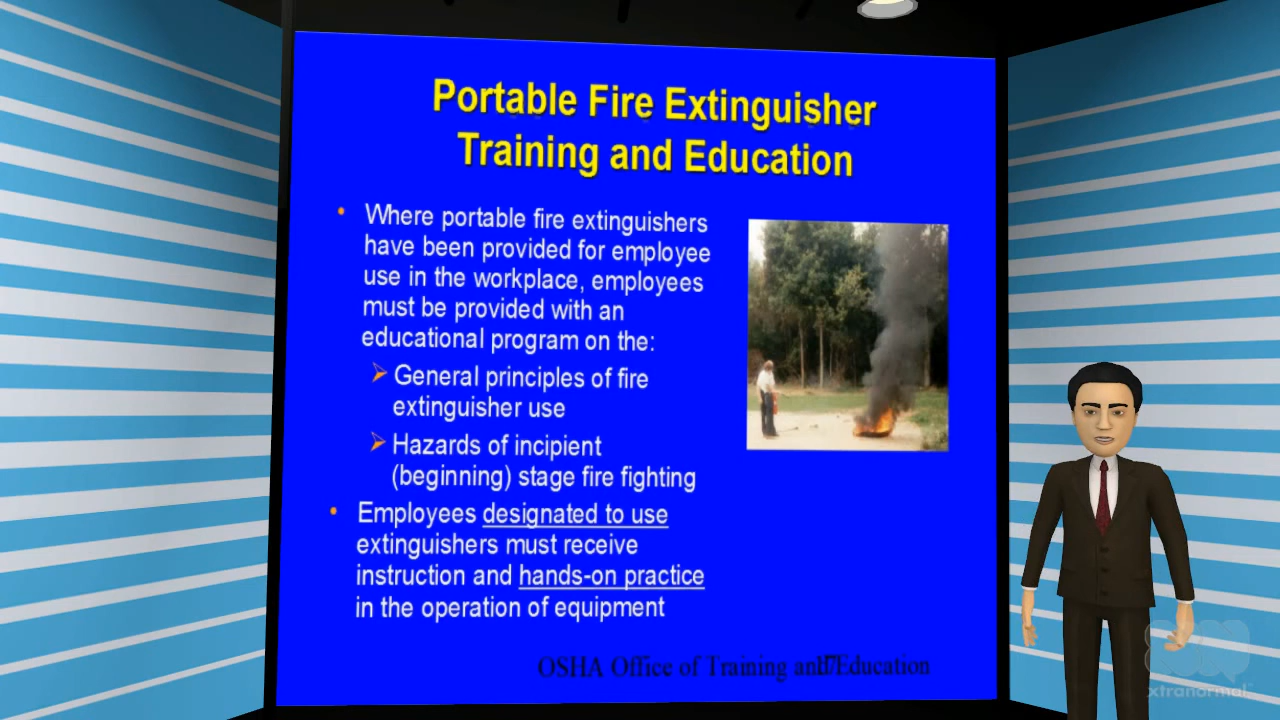 Portable Fire Extinguisher
Training and Education
• Where portable fire extinguishers
have been provided for employee
use in the workplace, employees
must be provided with an
educational program on the:
➢ General principles of fire
extinguisher use
➢ Hazards of incipient
(beginning) stage fire fighting
• Employees designated to use
extinguishers must receive
instruction and hands-on practice
in the operation of equipment
OSHA Office of Training and Education
xtranormal